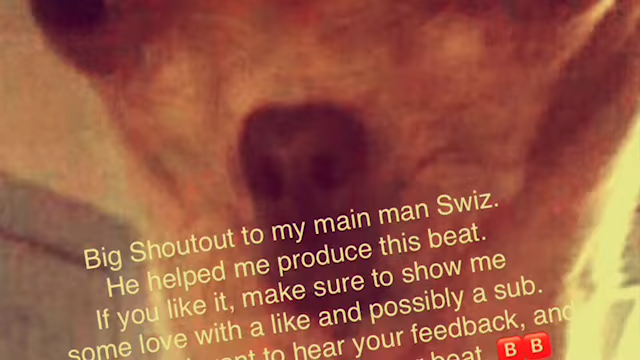 Big Shoutout to my main man Swiz.
He helped me produce this beat.
If you like it, make sure to show me
some love with a like and possibly a sub.
to hear your feedback, and
beat. 🅱🅱